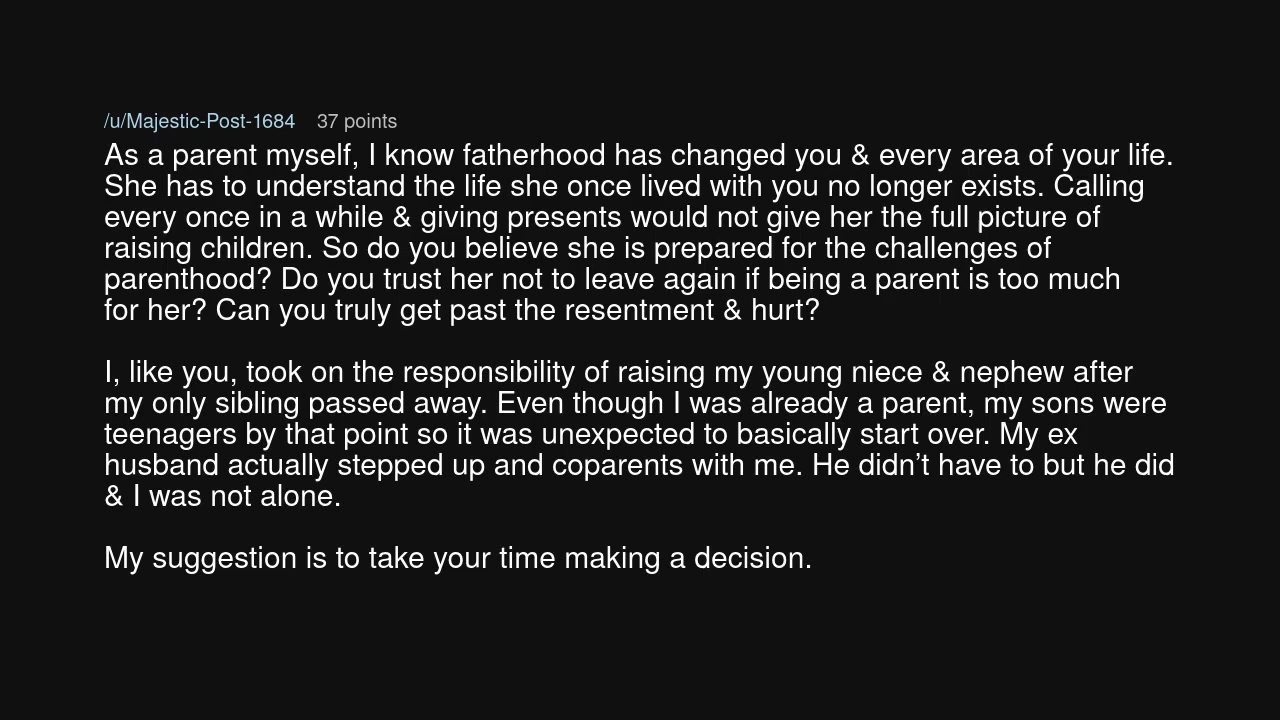 /u/Majestic-Post-1684 37 points
As a parent myself, I know fatherhood has changed you & every area of your life.
She has to understand the life she once lived with you no longer exists. Calling
every once in a while & giving presents would not give her the full picture of
raising children. So do you believe she is prepared for the challenges of
parenthood? Do you trust her not to leave again if being a parent is too much
for her? Can you truly get past the resentment & hurt?
I, like you, took on the responsibility of raising my young niece & nephew after
my only sibling passed away. Even though I was already a parent, my sons were
teenagers by that point so it was unexpected to basically start over. My ex
husband actually stepped up and coparents with me. He didn’t have to but he did
& I was not alone.
My suggestion is to take your time making a decision.